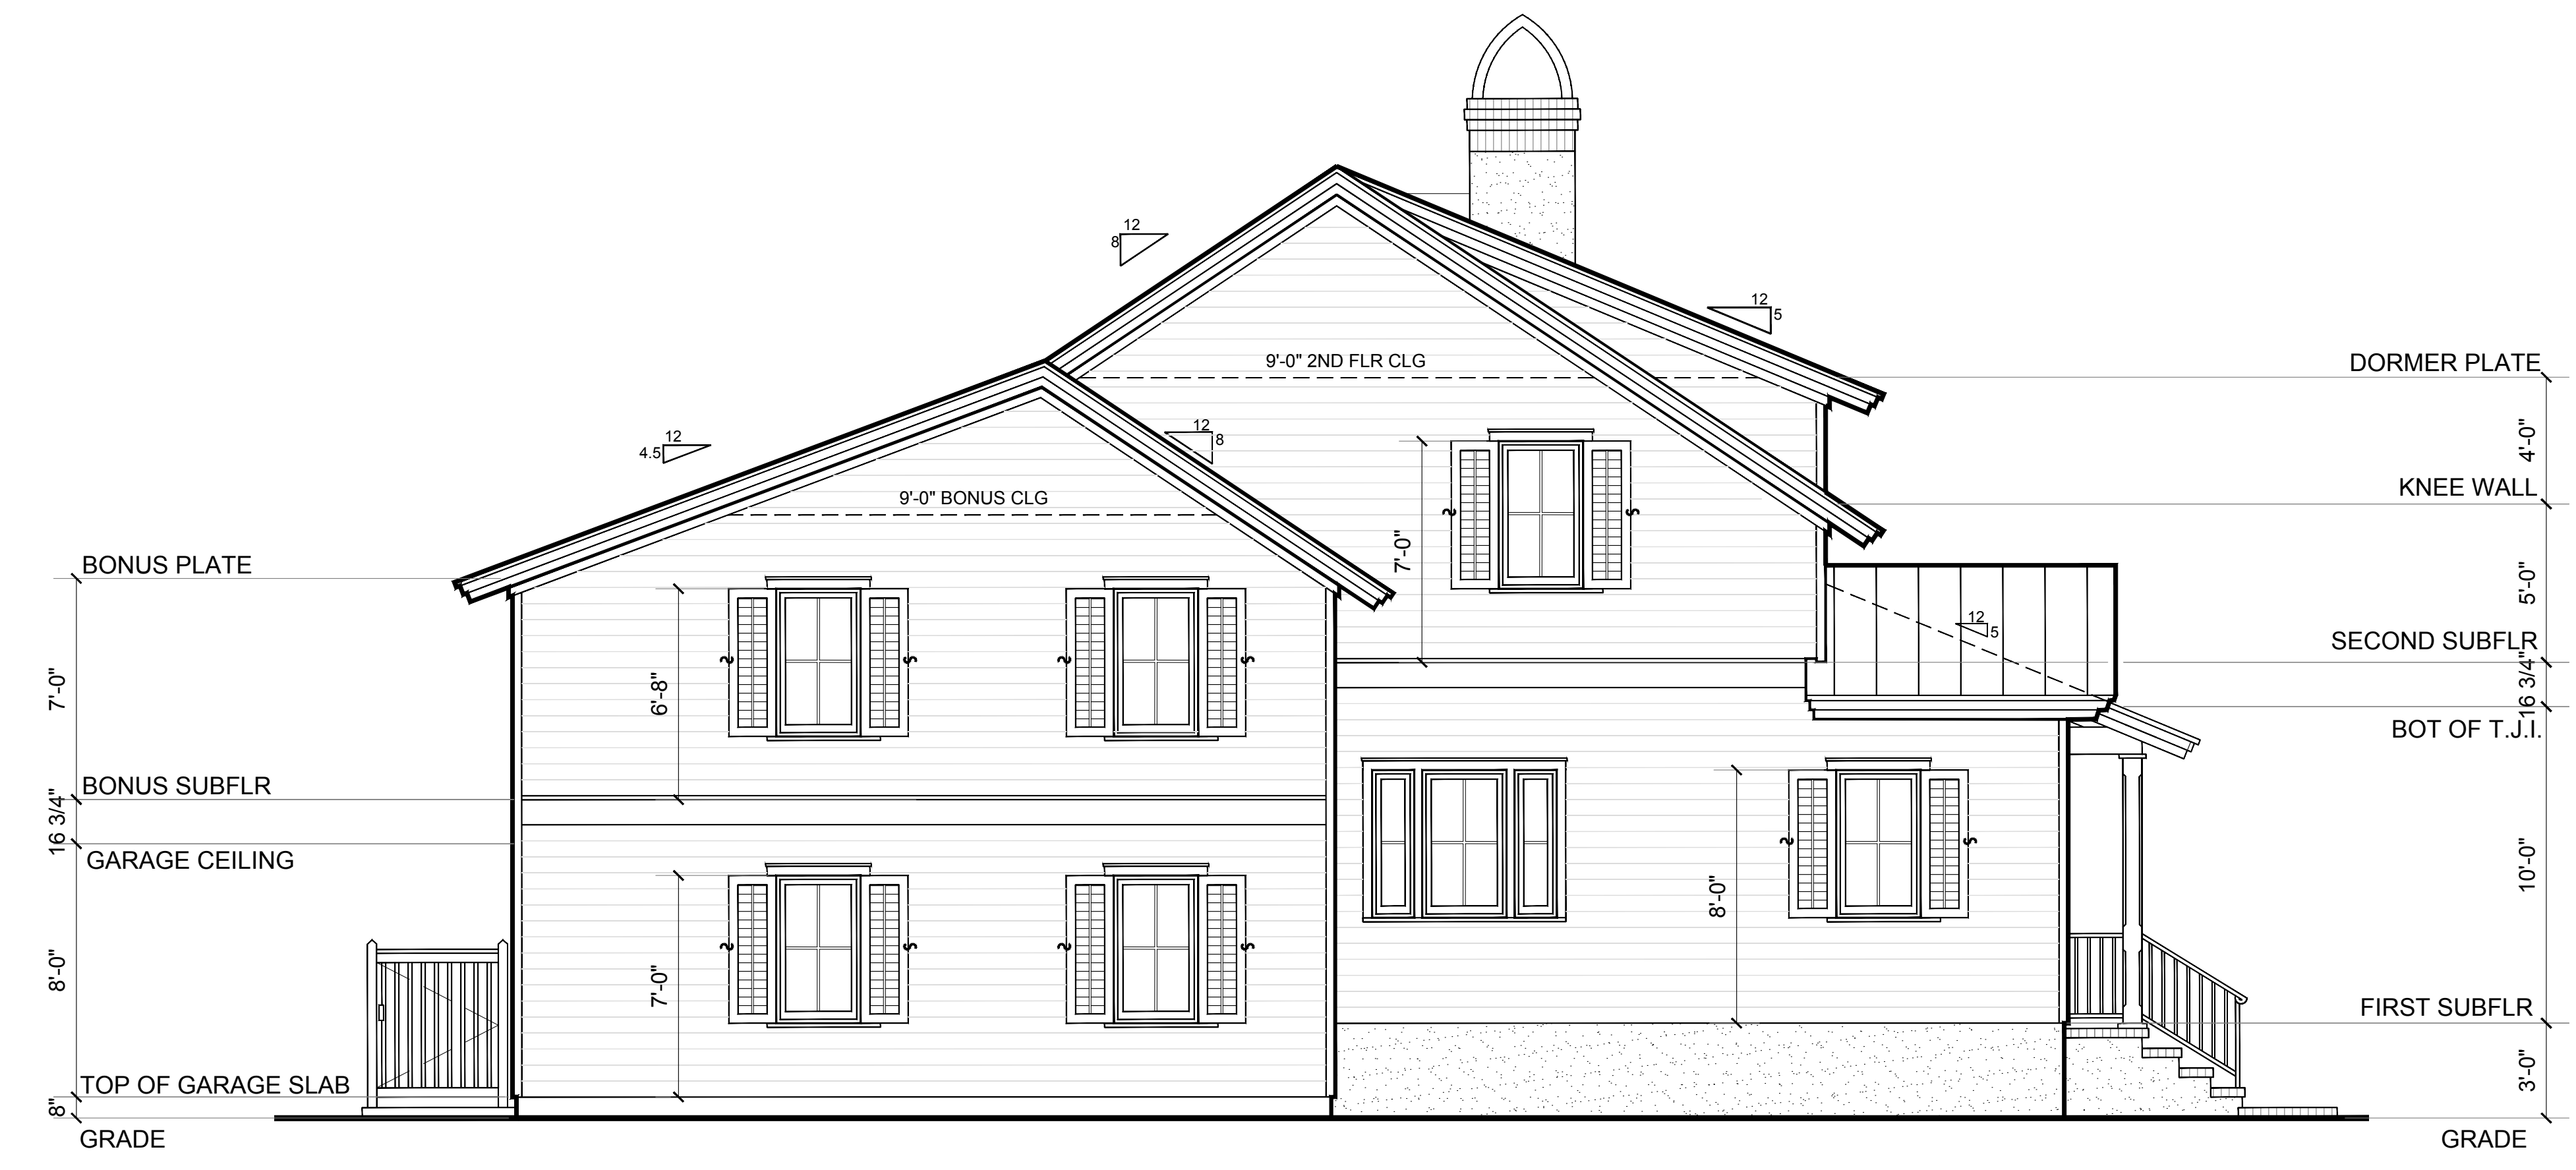 12
8
12
5
9'-0" 2ND FLR CLG
DORMER PLATE
12
4.5
12
8
4'-0"
9'-0" BONUS CLG
KNEE WALL
7'-0"
BONUS PLATE
5'-0"
12
5
SECOND SUBFLR
7'-0"
6'-8"
16 3/4"
BOT OF T.J.I.
BONUS SUBFLR
16 3/4"
GARAGE CEILING
8'-0"
10'-0"
8'-0"
7'-0"
FIRST SUBFLR
TOP OF GARAGE SLAB
3'-0"
8"
GRADE
GRADE